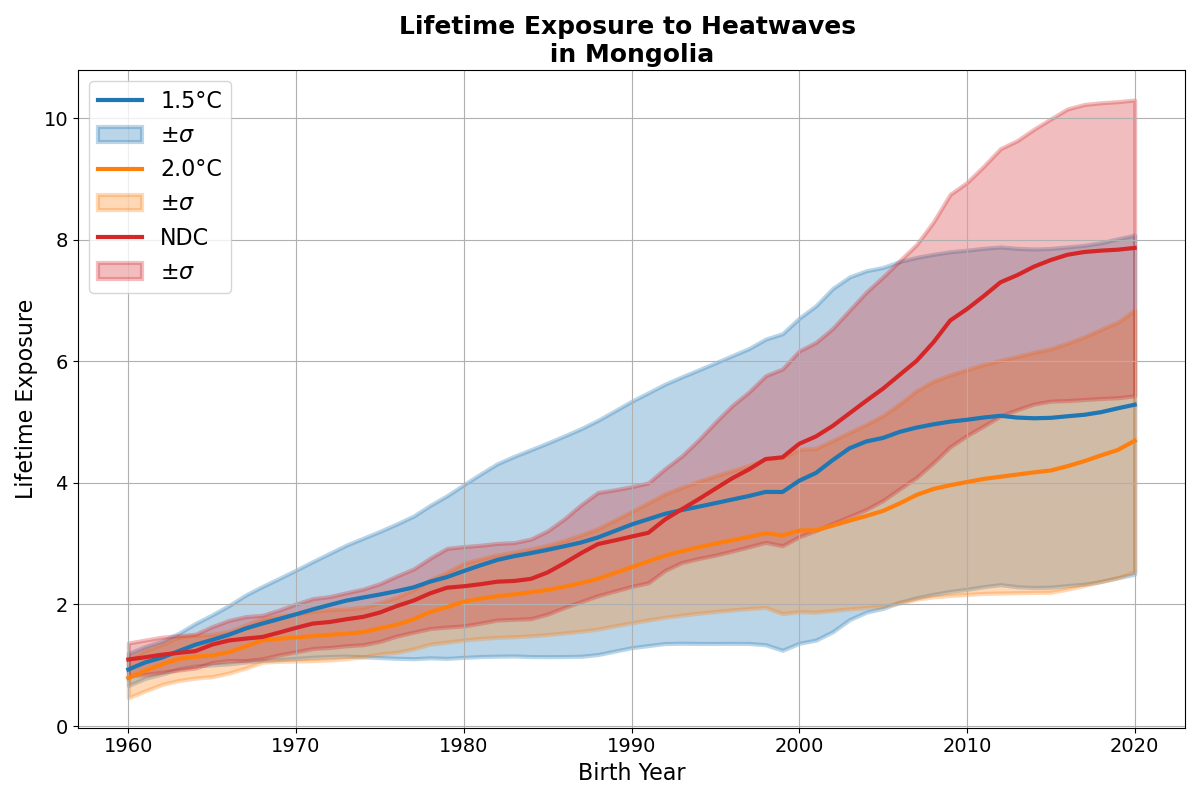 Lifetime Exposure to Heatwaves
in Mongolia
1.5°C
±σ
2.0°C
±σ
NDC
±σ
Lifetime Exposure
10
8
6
4
2
0
1960 1970 1980 1990 2000 2010 2020
Birth Year